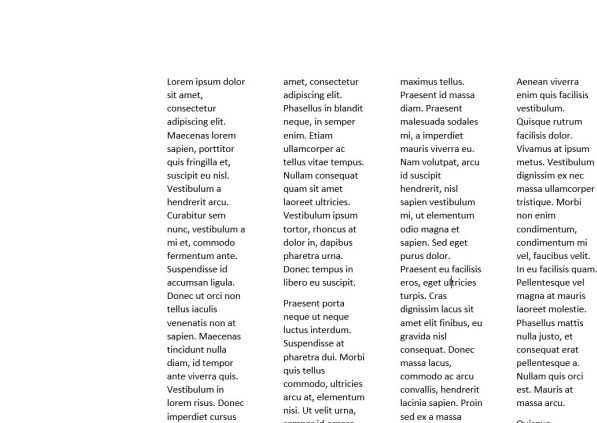 Lorem ipsum dolor
sit amet,
consectetur
adipiscing elit.
Maecenas lorem
sapien, porttitor
quis fringilla et,
suscipit eu nisl.
Vestibulum a
hendrerit arcu.
Curabitur sem
nunc, vestibulum a
mi et, commodo
fermentum ante.
Suspendisse id
accumsan ligula.
Donec ut orci non
tellus iaculis
venenatis non at
sapien. Maecenas
tincidunt nulla
diam, id tempor
ante viverra quis.
Vestibulum in
lorem risus. Donec
imperdiet cursus
amet, consectetur
adipiscing elit.
Phasellus in blandit
neque, in semper
enim. Etiam
ullamcorper ac
tellus vitae tempus.
Nullam consequat
quam sit amet
laoreet ultricies.
Vestibulum ipsum
tortor, rhoncus at
dolor in, dapibus
pharetra urna.
Donec tempus in
libero eu suscipit.
Praesent porta
neque ut neque
luctus interdum.
Suspendisse at
pharetra dui. Morbi
quis tellus
commodo, ultricies
arcu at, elementum
nisi. Ut velit urna,
maximus tellus.
Praesent id massa
diam. Praesent
malesuada sodales
mi, a imperdiet
mauris viverra eu.
Nam volutpat, arcu
id suscipit
hendrerit, nisl
sapien vestibulum
mi, ut elementum
odio magna et
sapien. Sed eget
purus dolor.
Praesent eu facilisis
eros, eget ultricies
turpis. Cras
dignissim lacus sit
amet elit finibus, eu
gravida nisl
consequat. Donec
massa lacus,
commodo ac arcu
convallis, hendrerit
lacinia sapien. Proin
sed ex a massa
Aenean viverra
enim quis facilisis
vestibulum.
Quisque rutrum
facilisis dolor.
Vivamus at ipsum
metus. Vestibulum
dignissim ex nec
massa ullamcorper
tristique. Morbi
non enim
condimentum,
condimentum mi
vel, faucibus velit.
In eu facilisis quam.
Pellentesque vel
magna at mauris
laoreet molestie.
Phasellus mattis
nulla justo, et
consequat erat
pellentesque a.
Nullam quis orci
est. Mauris at
massa arcu.